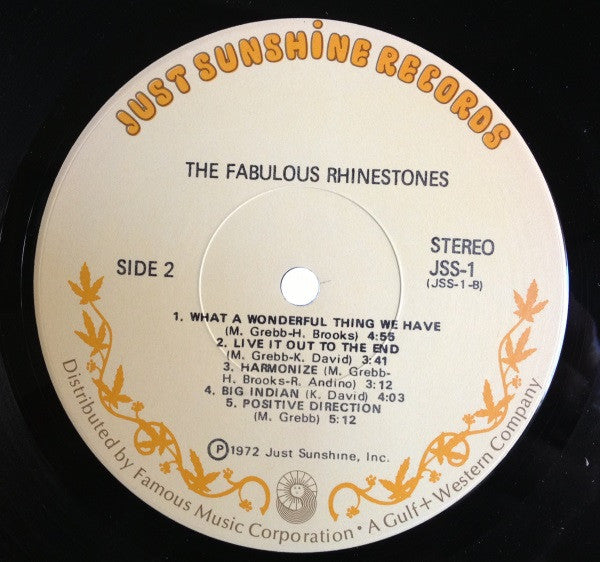 JUST SUNSHINE RECORDS
THE FABULOUS RHINESTONES
SIDE 2
STEREO
JSS-1
(JSS-1-B)
1. WHAT A WONDERFUL THING WE HAVE
(M. Grebb-H. Brooks) 4:55
2. LIVE IT OUT TO THE END
(M. Grebb-K. David) 3:41
3. HARMONIZE (M. Grebb-
H. Brooks-R. Andino) 3:12
4. BIG INDIAN (K. David) 4:03
5. POSITIVE DIRECTION
(M. Grebb) 5:12
Ⓟ1972 Just Sunshine, Inc.
Distributed by Famous Music Corporation • A Gulf+Western Company